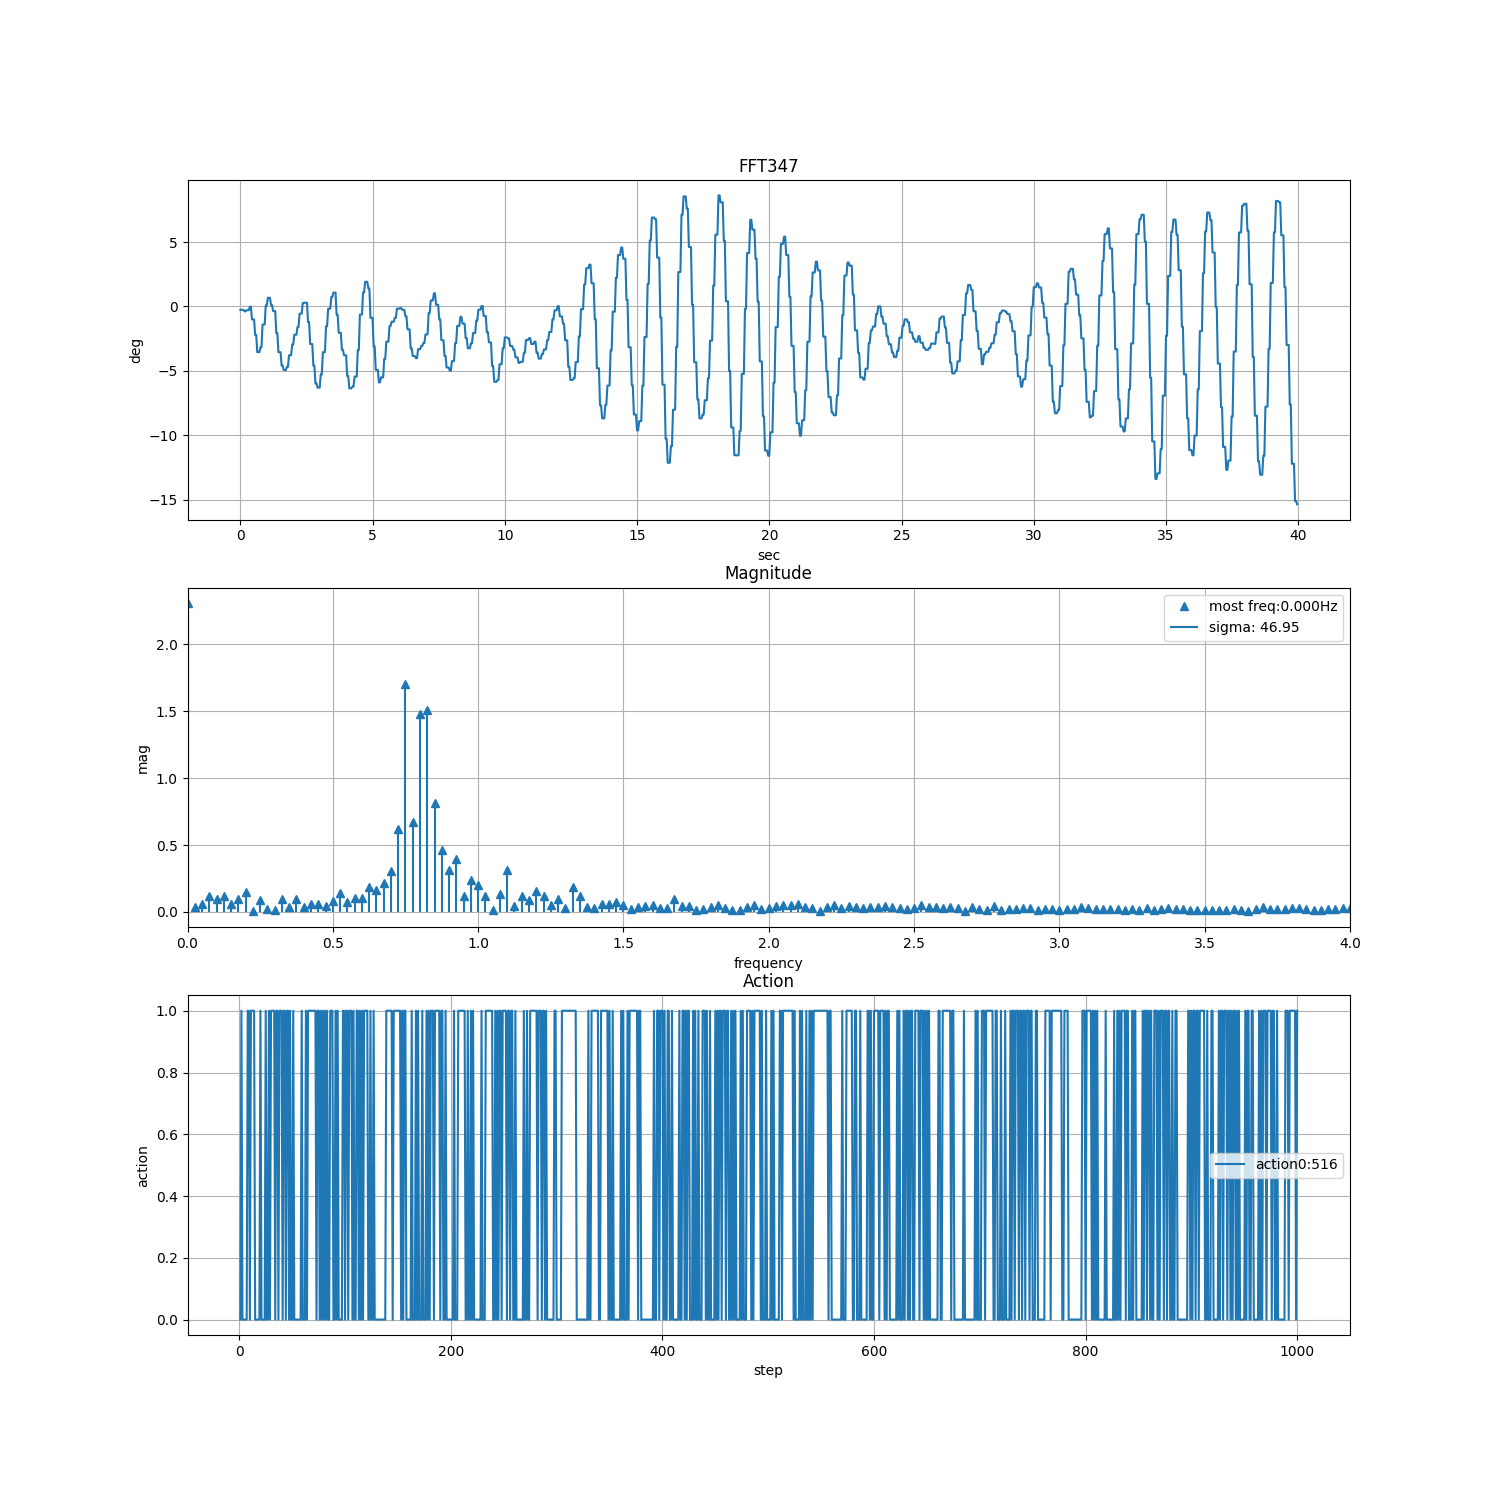 FFT347
5
0
−5
−10
−15
deg
0 5 10 15 20 25 30 35 40
sec
Magnitude
most freq:0.000Hz
sigma: 46.95
2.0
1.5
1.0
0.5
0.0
mag
0.0 0.5 1.0 1.5 2.0 2.5 3.0 3.5 4.0
frequency
Action
1.0
0.8
0.6
0.4
0.2
0.0
action
action0:516
0 200 400 600 800 1000
step